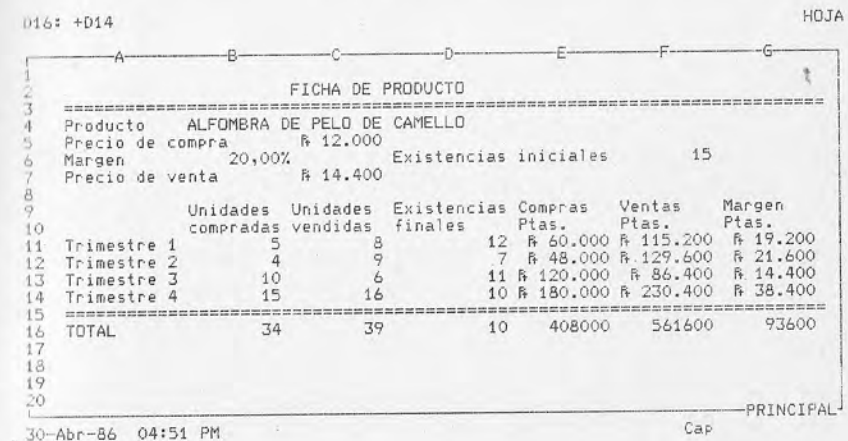 D16: +D14 HOJA
A B C D E F G
1
2 FICHA DE PRODUCTO
3 ================================================================================
4 Producto ALFOMBRA DE PELO DE CAMELLO
5 Precio de compra ₧ 12.000
6 Margen 20,00% Existencias iniciales 15
7 Precio de venta ₧ 14.400
8
9 Unidades Unidades Existencias Compras Ventas Margen
10 compradas vendidas finales Ptas. Ptas. Ptas.
11 Trimestre 1 5 8 12 ₧ 60.000 ₧ 115.200 ₧ 19.200
12 Trimestre 2 4 9 7 ₧ 48.000 ₧ 129.600 ₧ 21.600
13 Trimestre 3 10 6 11 ₧ 120.000 ₧ 86.400 ₧ 14.400
14 Trimestre 4 15 16 10 ₧ 180.000 ₧ 230.400 ₧ 38.400
15 ================================================================================
16 TOTAL 34 39 10 408000 561600 93600
17
18
19
20
PRINCIPAL
30-Abr-86 04:51 PM Cap